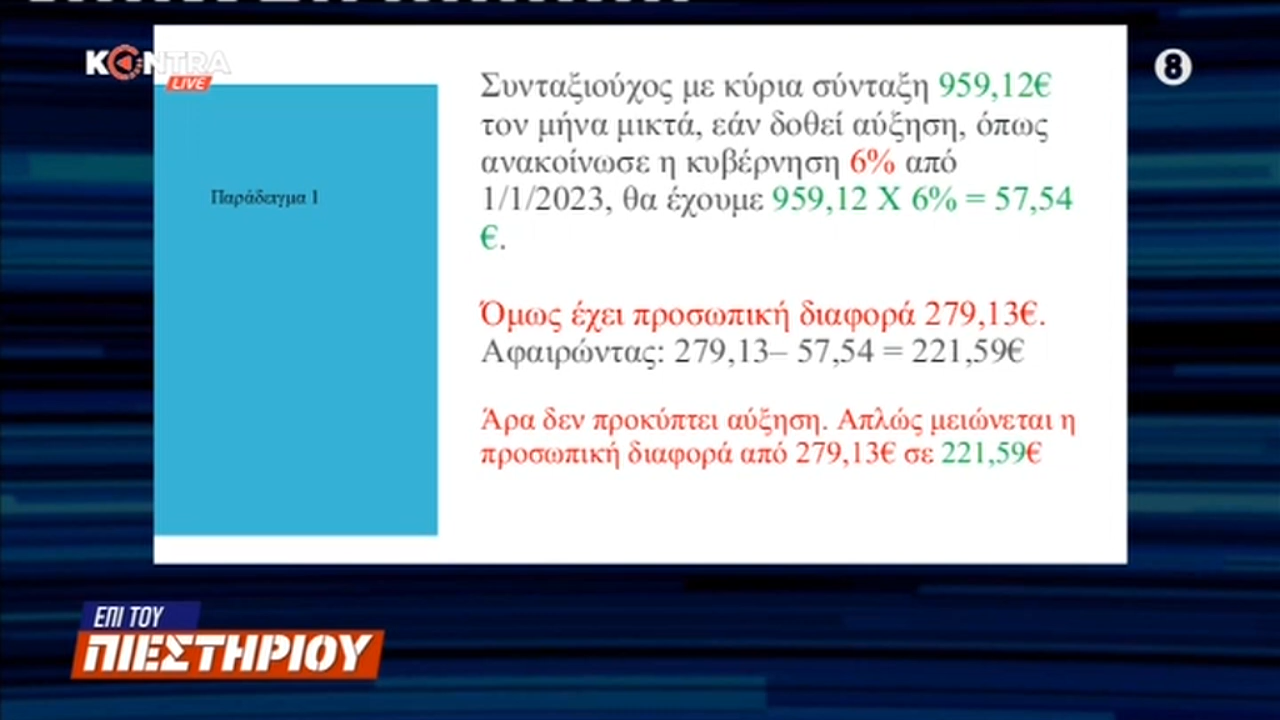 KONTRA
LIVE
8
Συνταξιούχος με κύρια σύνταξη 959,12€
τον μήνα μικτά, εάν δοθεί αύξηση, όπως
ανακοίνωσε η κυβέρνηση 6% από
1/1/2023, θα έχουμε 959,12 Χ 6% = 57,54
€.
Παράδειγμα 1
Όμως έχει προσωπική διαφορά 279,13€.
Αφαιρώντας: 279,13– 57,54 = 221,59€
Άρα δεν προκύπτει αύξηση. Απλώς μειώνεται η
προσωπική διαφορά από 279,13€ σε 221,59€
ΕΠΙ ΤΟΥ
ΠΙΕΣΤΗΡΙΟΥ